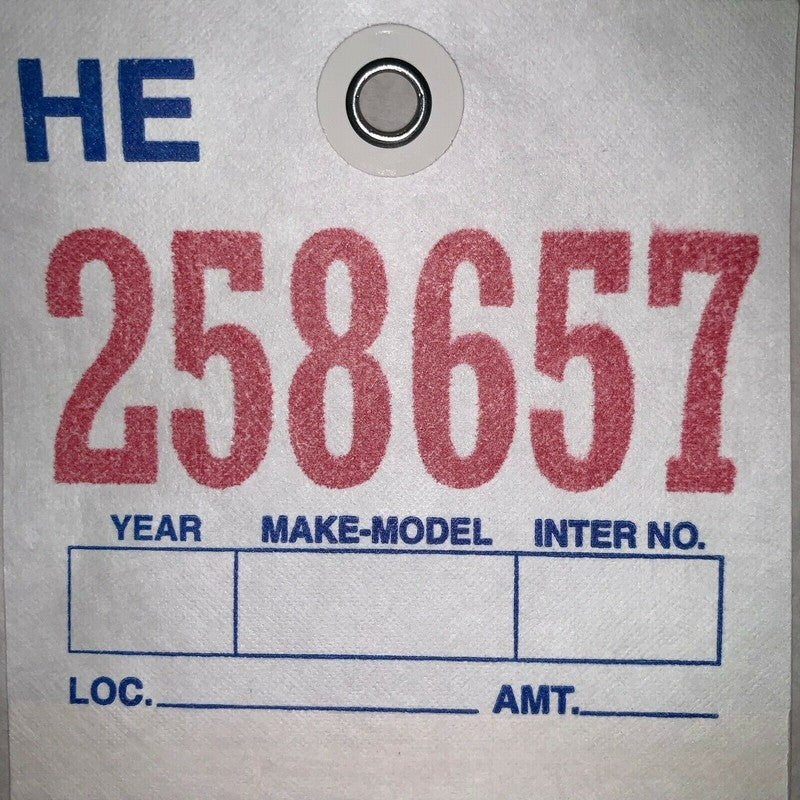 HE
258657
YEAR MAKE-MODEL INTER NO.
LOC. AMT.